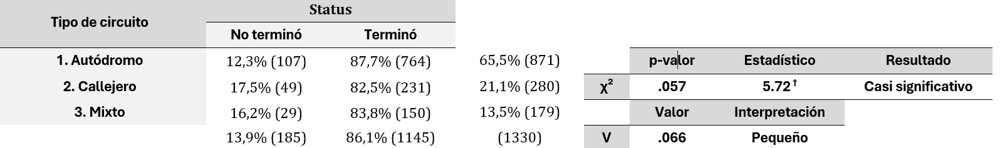 Status
Tipo de circuito
No terminó Terminó
1. Autódromo 12,3% (107) 87,7% (764) 65,5% (871) p-valor Estadístico Resultado
2. Callejero 17,5% (49) 82,5% (231) 21,1% (280) χ² .057 5.72 † Casi significativo
3. Mixto 16,2% (29) 83,8% (150) 13,5% (179) Valor Interpretación
13,9% (185) 86,1% (1145) (1330) V .066 Pequeño